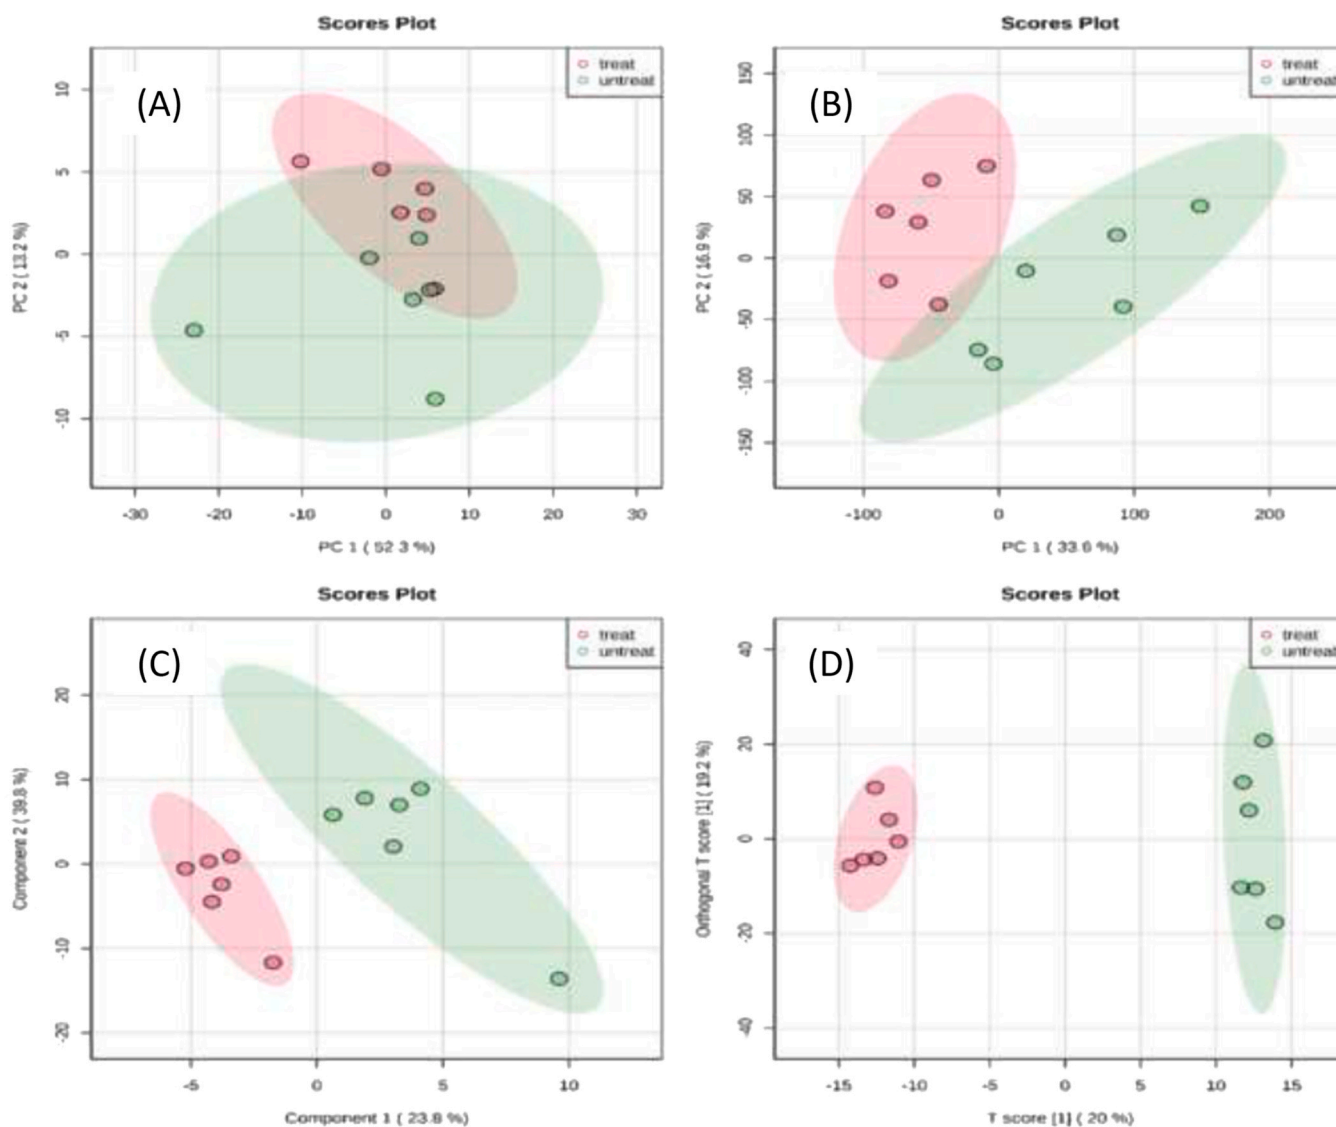 Scores Plot
treat
untreat
(A)
10
5
0
-5
-10
PC 2 ( 13.2 %)
-30 -20 -10 0 10 20 30
PC 1 ( 52 3 %)
Scores Plot
treat
untreat
(B)
150
100
50
0
-50
-100
-150
PC 2 ( 16.9 %)
-100 0 100 200
PC 1 ( 33.6 %)
Scores Plot
treat
untreat
(C)
20
10
0
-10
-20
Component 2 ( 39.8 %)
-5 0 5 10
Component 1 ( 23.8 %)
Scores Plot
treat
untreat
(D)
40
20
0
-20
-40
Orthogonal T score [1] ( 19.2 %)
-15 -10 -5 0 5 10 15
T score [1] ( 20 %)